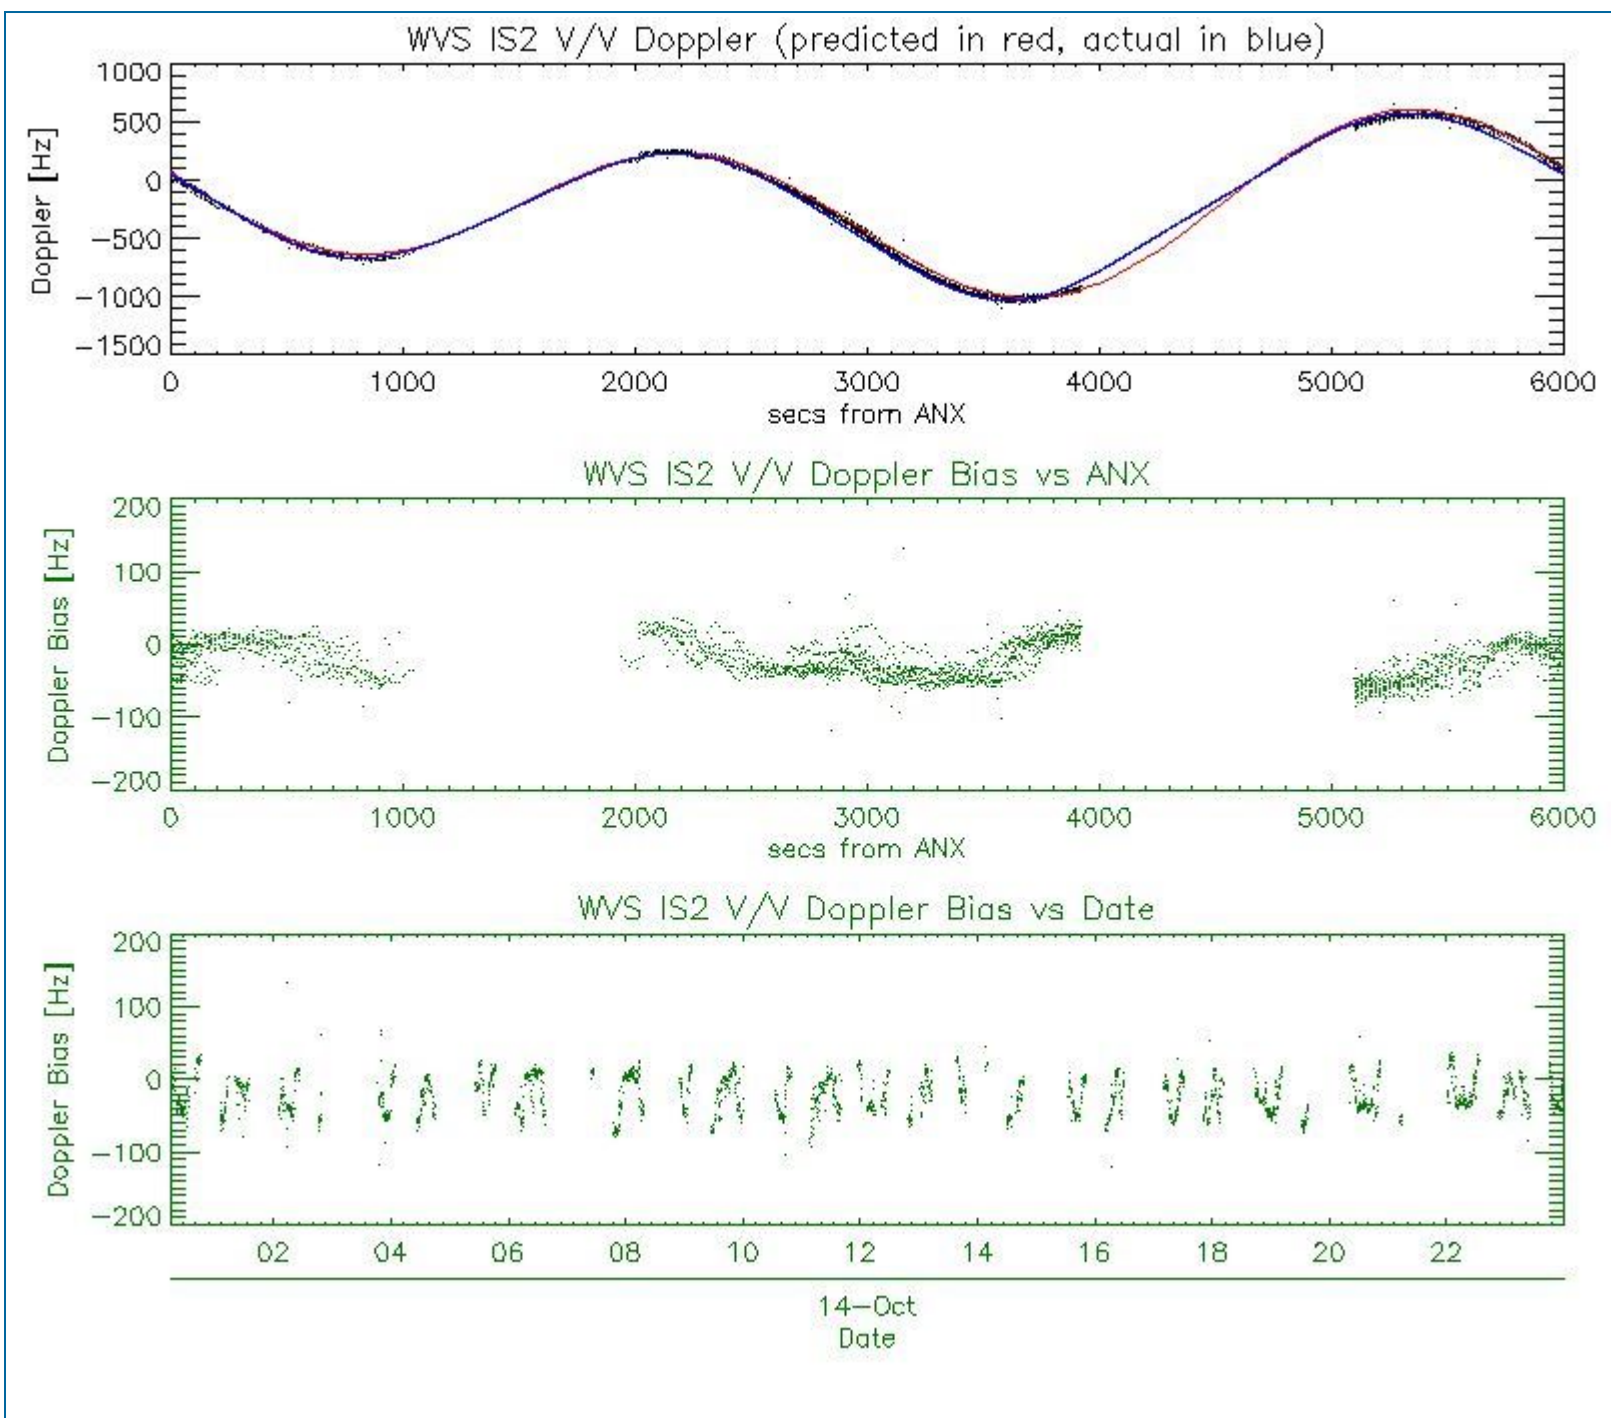 WVS IS2 V/V Doppler (predicted in red, actual in blue)
Doppler [Hz]
1000
500
0
−500
−1000
−1500
0 1000 2000 3000 4000 5000 6000
secs from ANX
WVS IS2 V/V Doppler Bias vs ANX
Doppler Bias [Hz]
200
100
0
−100
−200
0 1000 2000 3000 4000 5000 6000
secs from ANX
WVS IS2 V/V Doppler Bias vs Date
Doppler Bias [Hz]
200
100
0
−100
−200
02 04 06 08 10 12 14 16 18 20 22
14−Oct
Date